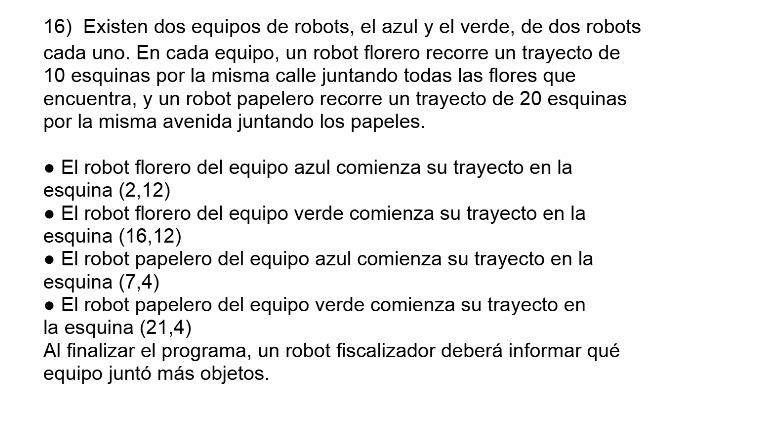 16)  Existen dos equipos de robots, el azul y el verde, de dos robots
cada uno. En cada equipo, un robot florero recorre un trayecto de
10 esquinas por la misma calle juntando todas las flores que
encuentra, y un robot papelero recorre un trayecto de 20 esquinas
por la misma avenida juntando los papeles.

● El robot florero del equipo azul comienza su trayecto en la
esquina (2,12)
● El robot florero del equipo verde comienza su trayecto en la
esquina (16,12)
● El robot papelero del equipo azul comienza su trayecto en la
esquina (7,4)
● El robot papelero del equipo verde comienza su trayecto en
la esquina (21,4)
Al finalizar el programa, un robot fiscalizador deberá informar qué
equipo juntó más objetos.